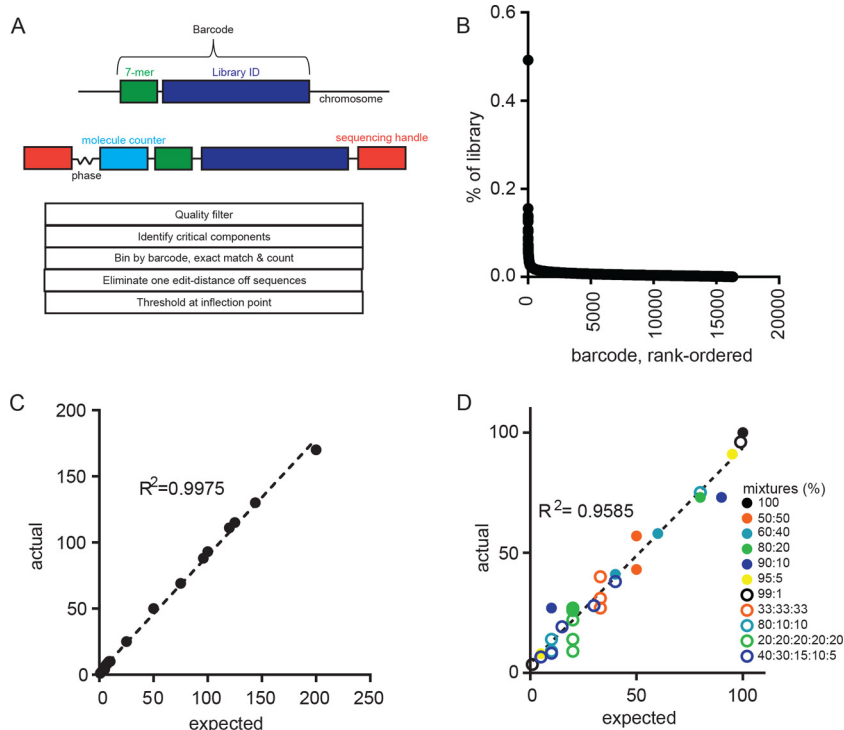 A
Barcode
7-mer
Library ID
chromosome
molecule counter
sequencing handle
phase
Quality filter
Identify critical components
Bin by barcode, exact match & count
Eliminate one edit-distance off sequences
Threshold at inflection point
B
% of library
0.6
0.4
0.2
0.0
0
5000
10000
15000
20000
barcode, rank-ordered
C
actual
200
150
100
50
0
R²=0.9975
0
50
100
150
200
250
expected
D
actual
100
50
0
R²= 0.9585
mixtures (%)
100
50:50
60:40
80:20
90:10
95:5
99:1
33:33:33
80:10:10
20:20:20:20:20
40:30:15:10:5
0
50
100
expected